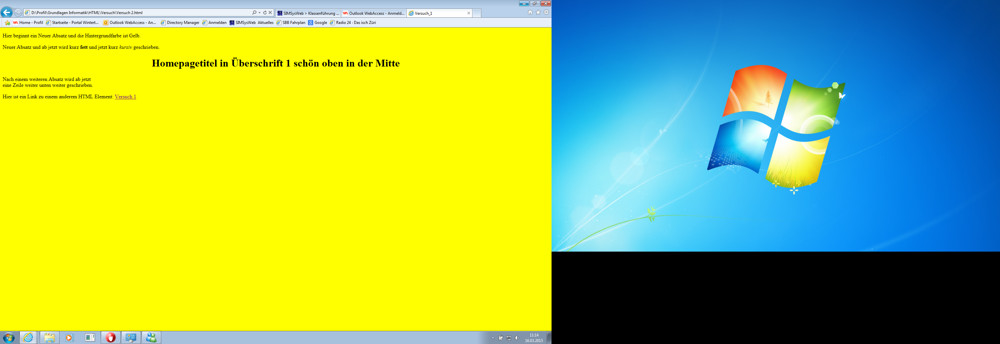 D:\Profil\Grundlagen Informatik\HTML\Versuch\Versuch 2.html
SIMSysWeb > Klassenführung ...
Outlook WebAccess - Anmeld...
Versuch_1
Home - Profil
Startseite - Portal Wintert...
Outlook WebAccess - An...
Directory Manager
Anmelden
SIMSysWeb Aktuelles
SBB Fahrplan
Google
Radio 24 - Das isch Züri
Hier beginnt ein Neuer Absatz und die Hintergrundfarbe ist Gelb.
Neuer Absatz und ab jetzt wird kurz fett und jetzt kurz kursiv geschrieben.
Homepagetitel in Überschrift 1 schön oben in der Mitte
Nach einem weiteren Absatz wird ab jetzt
eine Zeile weiter unten weiter geschrieben.
Hier ist ein Link zu einem anderem HTML Element: Versuch 1
11:14
16.03.2015